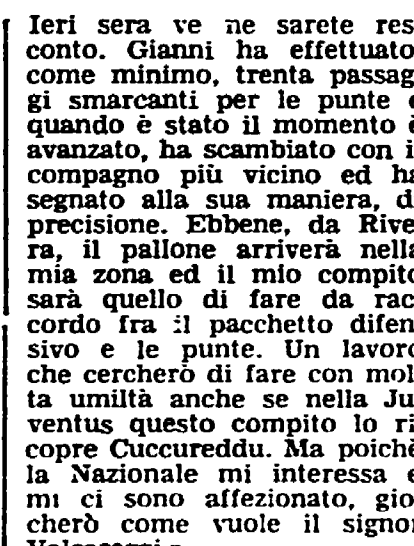 Ieri sera ve ne sarete res
conto. Gianni ha effettuato
come minimo, trenta passag
gi smarcanti per le punte e
quando è stato il momento è
avanzato, ha scambiato con i
compagno più vicino ed ha
segnato alla sua maniera, di
precisione. Ebbene, da Rive
ra, il pallone arriverà nella
mia zona ed il mio compito
sarà quello di fare da rac
cordo fra il pacchetto difen
sivo e le punte. Un lavoro
che cercherò di fare con mol
ta umiltà anche se nella Ju
ventus questo compito lo ri
copre Cuccureddu. Ma poiché
la Nazionale mi interessa e
mi ci sono affezionato, gio
cherò come vuole il signor